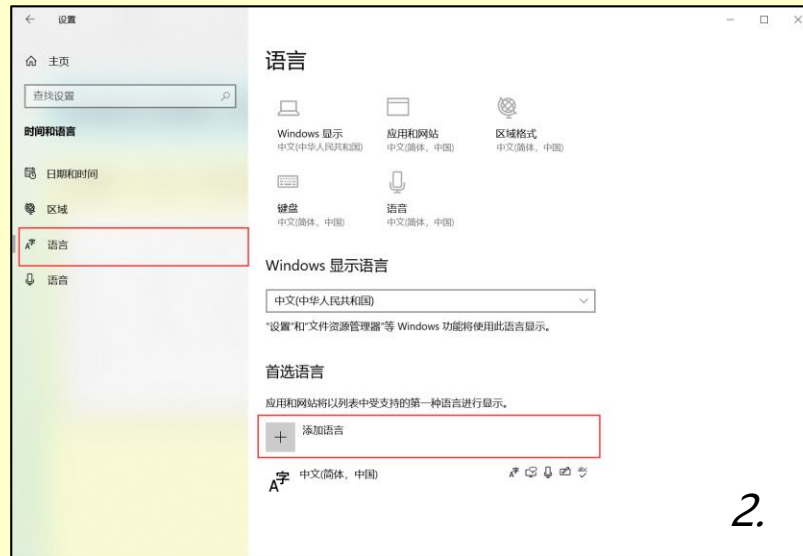 设置
主页
查找设置
时间和语言
日期和时间
区域
语言
语音
语言
Windows 显示
中文(中华人民共和国)
应用和网站
中文(简体，中国)
区域格式
中文(简体，中国)
键盘
中文(简体，中国)
语音
中文(简体，中国)
Windows 显示语言
中文(中华人民共和国)
"设置"和"文件资源管理器"等 Windows 功能将使用此语言显示。
首选语言
应用和网站将以列表中受支持的第一种语言进行显示。
添加语言
中文(简体，中国)
2.